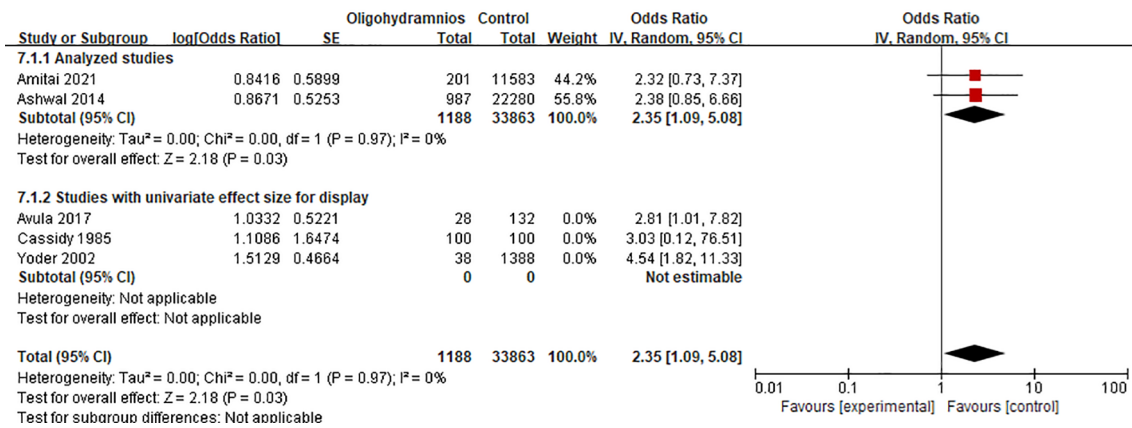 Oligohydramnios Control Odds Ratio Odds Ratio
Study or Subgroup log[Odds Ratio] SE Total Total Weight IV, Random, 95% CI IV, Random, 95% CI
7.1.1 Analyzed studies
Amitai 2021 0.8416 0.5899 201 11583 44.2% 2.32 [0.73, 7.37]
Ashwal 2014 0.8671 0.5253 987 22280 55.8% 2.38 [0.85, 6.66]
Subtotal (95% CI) 1188 33863 100.0% 2.35 [1.09, 5.08]
Heterogeneity: Tau² = 0.00; Chi² = 0.00, df = 1 (P = 0.97); I² = 0%
Test for overall effect: Z = 2.18 (P = 0.03)
7.1.2 Studies with univariate effect size for display
Avula 2017 1.0332 0.5221 28 132 0.0% 2.81 [1.01, 7.82]
Cassidy 1985 1.1086 1.6474 100 100 0.0% 3.03 [0.12, 76.51]
Yoder 2002 1.5129 0.4664 38 1388 0.0% 4.54 [1.82, 11.33]
Subtotal (95% CI) 0 0 Not estimable
Heterogeneity: Not applicable
Test for overall effect: Not applicable
Total (95% CI) 1188 33863 100.0% 2.35 [1.09, 5.08]
Heterogeneity: Tau² = 0.00; Chi² = 0.00, df = 1 (P = 0.97); I² = 0%
Test for overall effect: Z = 2.18 (P = 0.03)
Test for subgroup differences: Not applicable
0.01 0.1 1 10 100
Favours [experimental] Favours [control]